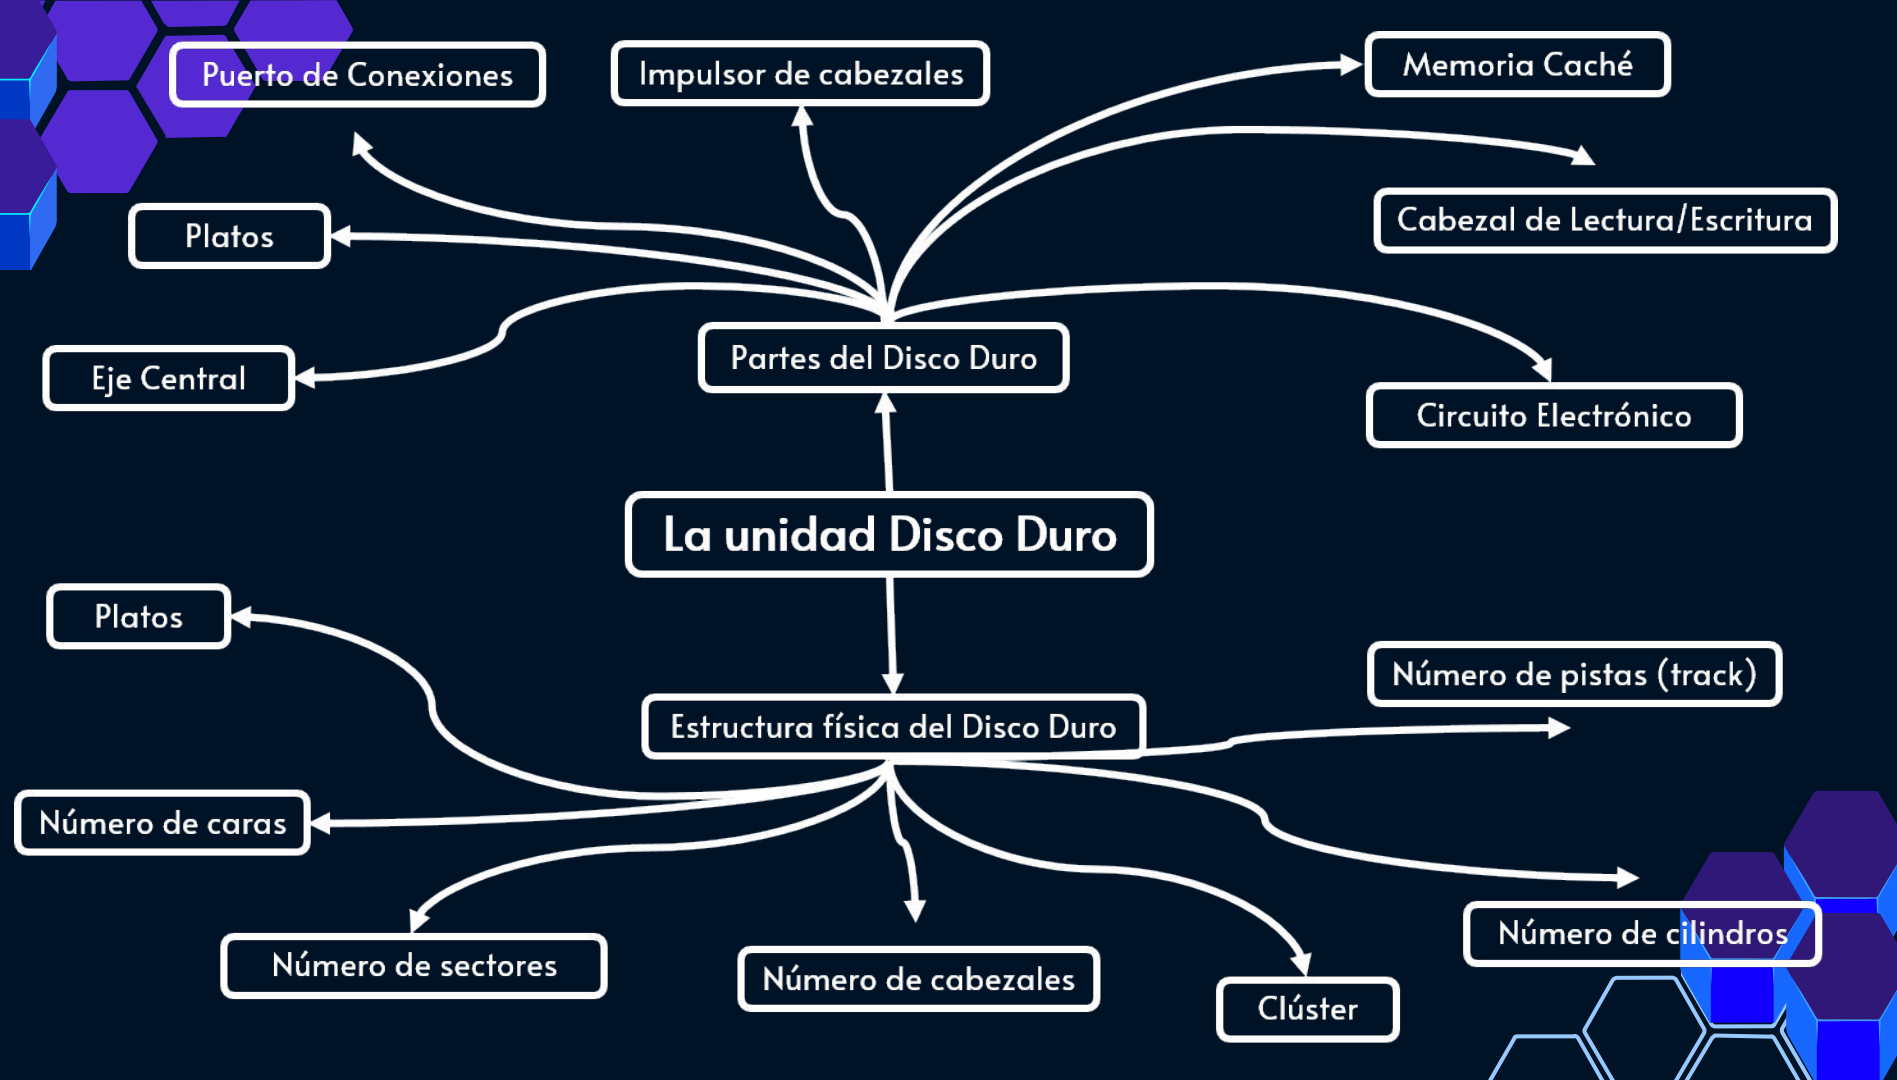 Puerto de Conexiones
Impulsor de cabezales
Memoria Caché
Platos
Cabezal de Lectura/Escritura
Eje Central
Partes del Disco Duro
Circuito Electrónico
La unidad Disco Duro
Platos
Número de pistas (track)
Estructura física del Disco Duro
Número de caras
Número de sectores
Número de cabezales
Clúster
Número de cilindros